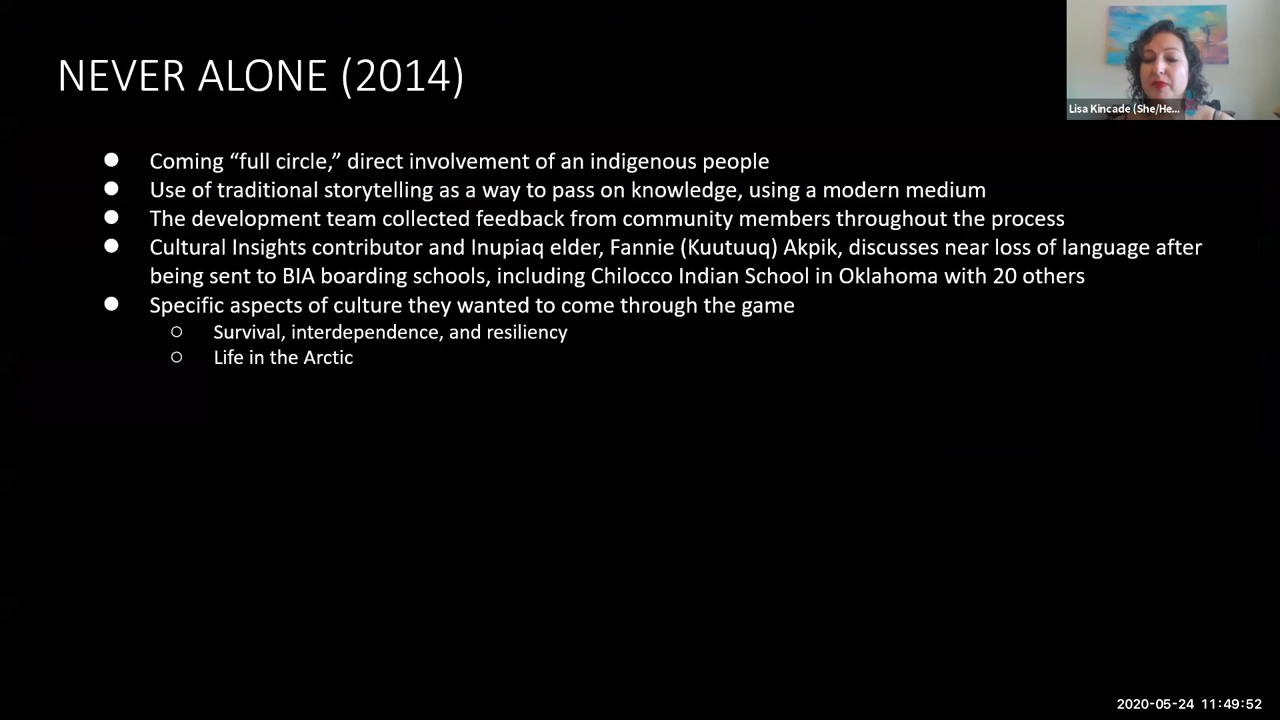 NEVER ALONE (2014)
Lisa Kincade (She/He...
● Coming “full circle,” direct involvement of an indigenous people
● Use of traditional storytelling as a way to pass on knowledge, using a modern medium
● The development team collected feedback from community members throughout the process
● Cultural Insights contributor and Inupiaq elder, Fannie (Kuutuuq) Akpik, discusses near loss of language after
being sent to BIA boarding schools, including Chilocco Indian School in Oklahoma with 20 others
● Specific aspects of culture they wanted to come through the game
○ Survival, interdependence, and resiliency
○ Life in the Arctic
2020-05-24 11:49:52